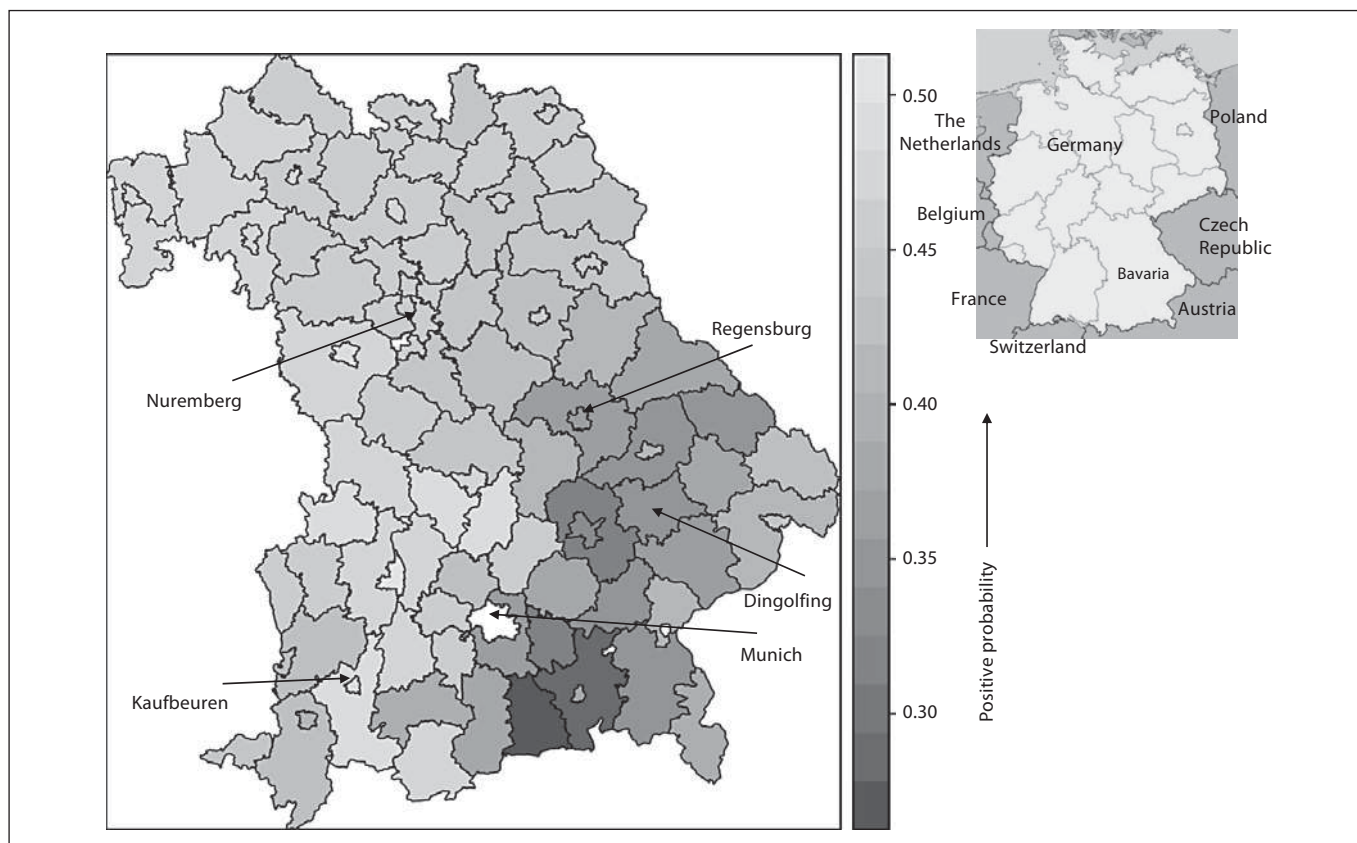 Nuremberg
Regensburg
Dingolfing
Munich
Kaufbeuren
0.50
0.45
0.40
0.35
0.30
Positive probability
The
Netherlands
Germany
Poland
Belgium
Czech
Republic
Bavaria
France
Austria
Switzerland